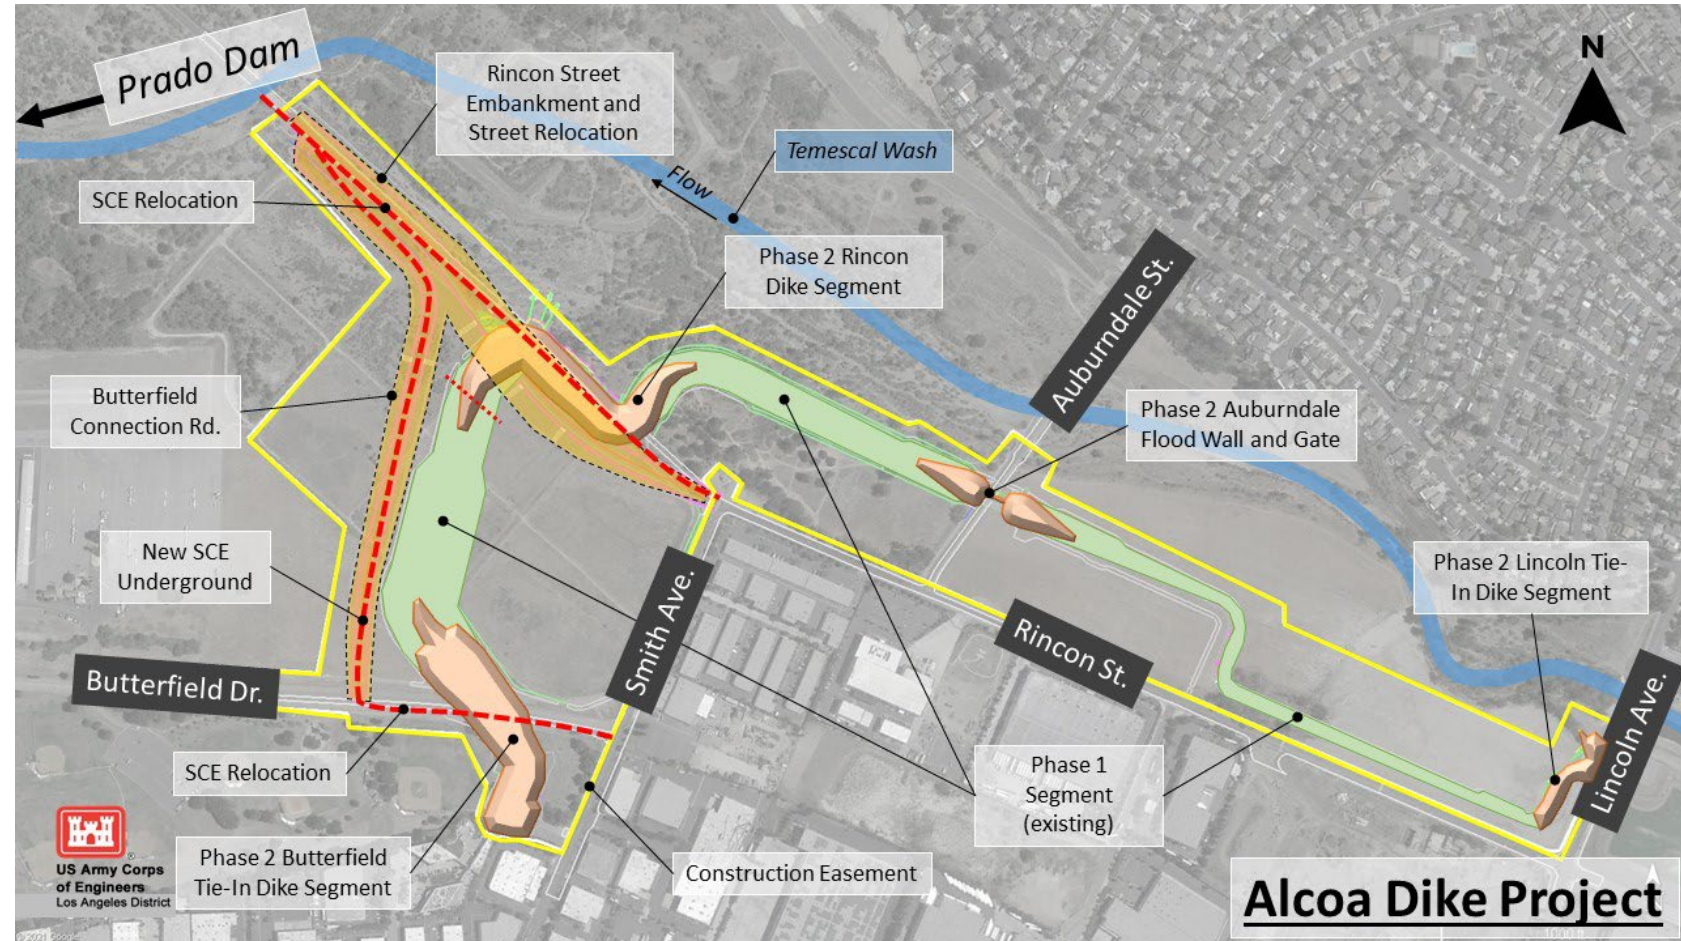 Prado Dam
Rincon Street
Embankment and
Street Relocation
N
Temescal Wash
Flow
SCE Relocation
Phase 2 Rincon
Dike Segment
Auburndale St.
Butterfield
Connection Rd.
Phase 2 Auburndale
Flood Wall and Gate
New SCE
Underground
Phase 2 Lincoln Tie-
In Dike Segment
Smith Ave.
Rincon St.
Butterfield Dr.
Lincoln Ave.
SCE Relocation
Phase 1
Segment
(existing)
Phase 2 Butterfield
Tie-In Dike Segment
Construction Easement
US Army Corps
of Engineers
Los Angeles District
Alcoa Dike Project
1000 ft